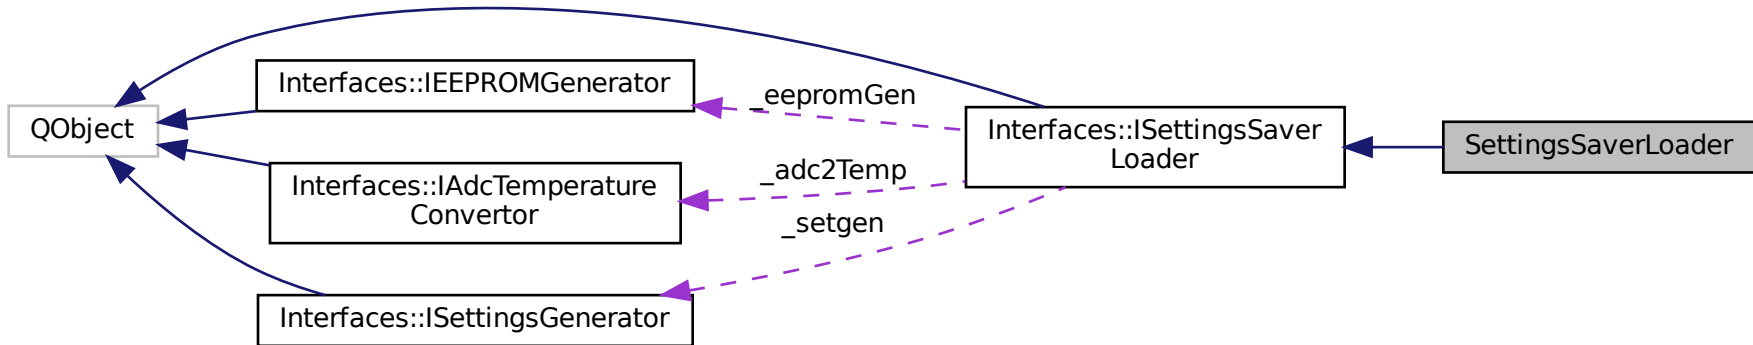 QObject
Interfaces::IEEPROMGenerator
Interfaces::IAdcTemperature
Convertor
Interfaces::ISettingsGenerator
_eepromGen
_adc2Temp
_setgen
Interfaces::ISettingsSaver
Loader
SettingsSaverLoader